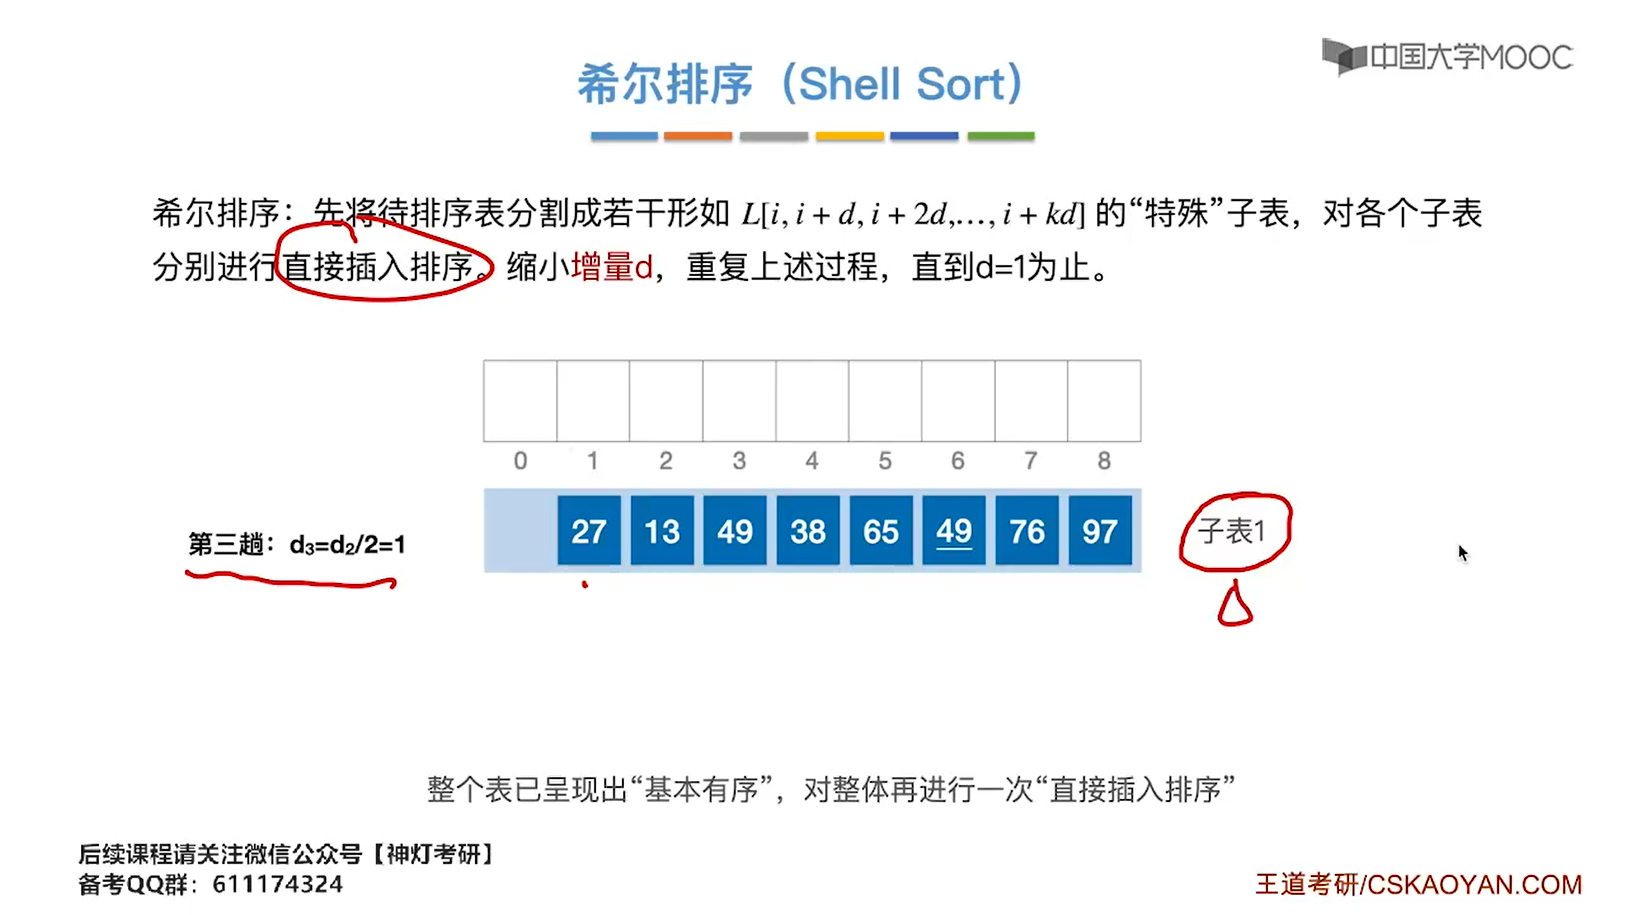 中国大学MOOC
希尔排序（Shell Sort）
希尔排序：先将待排序表分割成若干形如 L[i, i + d, i + 2d,…, i + kd] 的“特殊”子表，对各个子表
分别进行直接插入排序。缩小增量d，重复上述过程，直到d=1为止。
0 1 2 3 4 5 6 7 8
第三趟：d₃=d₂/2=1
27 13 49 38 65 49 76 97
子表1
整个表已呈现出“基本有序”，对整体再进行一次“直接插入排序”
后续课程请关注微信公众号【神灯考研】
备考QQ群：611174324
王道考研/CSKAOYAN.COM